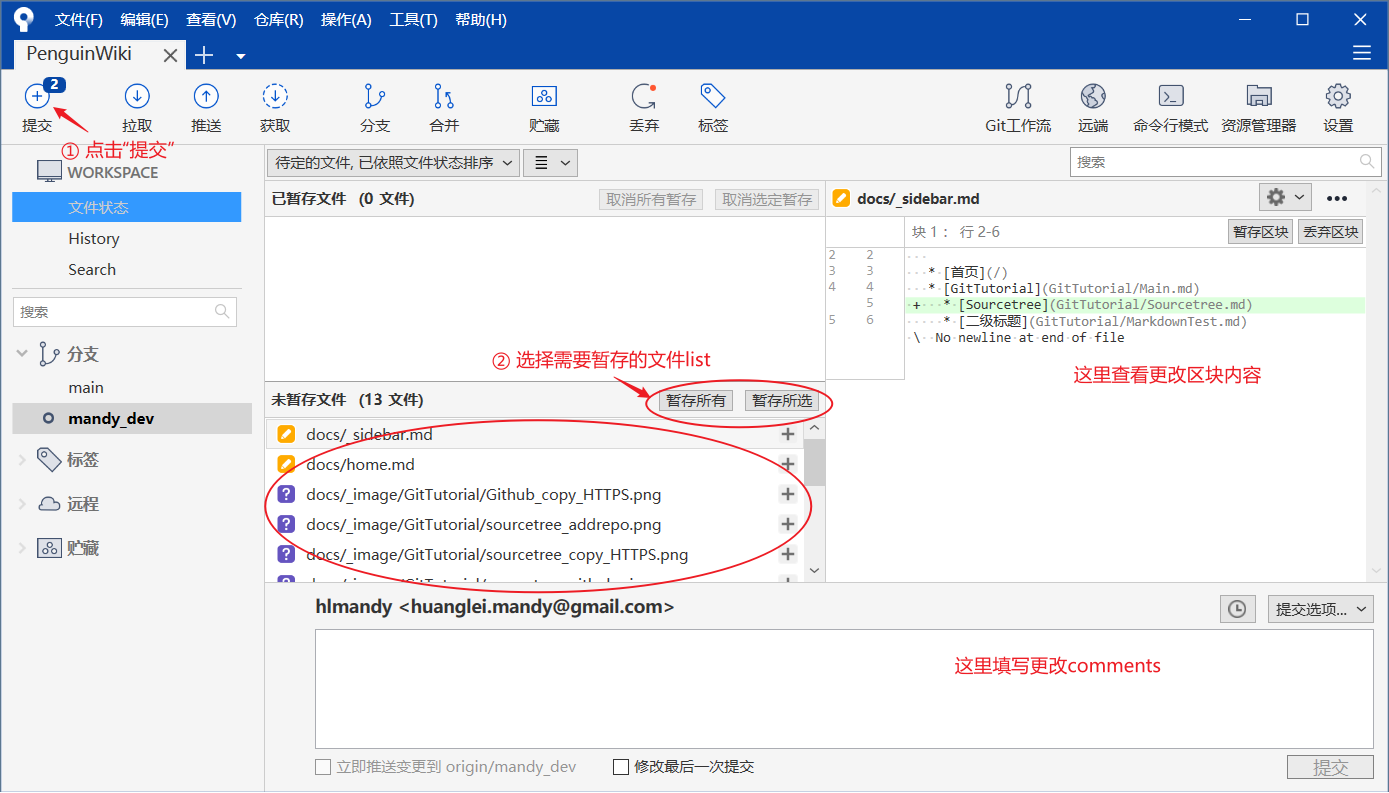 文件(F) 编辑(E) 查看(V) 仓库(R) 操作(A) 工具(T) 帮助(H)
PenguinWiki
2
提交 拉取 推送 获取 分支 合并 贮藏 丢弃 标签 Git工作流 远端 命令行模式 资源管理器 设置
① 点击“提交”
WORKSPACE
文件状态
History
Search
搜索
分支
main
mandy_dev
标签
远程
贮藏
待定的文件, 已依照文件状态排序
搜索
已暂存文件 (0 文件) 取消所有暂存 取消选定暂存
② 选择需要暂存的文件list
未暂存文件 (13 文件) 暂存所有 暂存所选
docs/_sidebar.md
docs/home.md
docs/_image/GitTutorial/Github_copy_HTTPS.png
docs/_image/GitTutorial/sourcetree_addrepo.png
docs/_image/GitTutorial/sourcetree_copy_HTTPS.png
docs/_sidebar.md
块 1： 行 2-6 暂存区块 丢弃区块
2 2
3 3 * [首页](/)
4 4 * [GitTutorial](GitTutorial/Main.md)
5 + * [Sourcetree](GitTutorial/Sourcetree.md)
5 6 * [二级标题](GitTutorial/MarkdownTest.md)
\ No newline at end of file
这里查看更改区块内容
hlmandy <huanglei.mandy@gmail.com> 提交选项...
这里填写更改comments
立即推送变更到 origin/mandy_dev 修改最后一次提交 提交